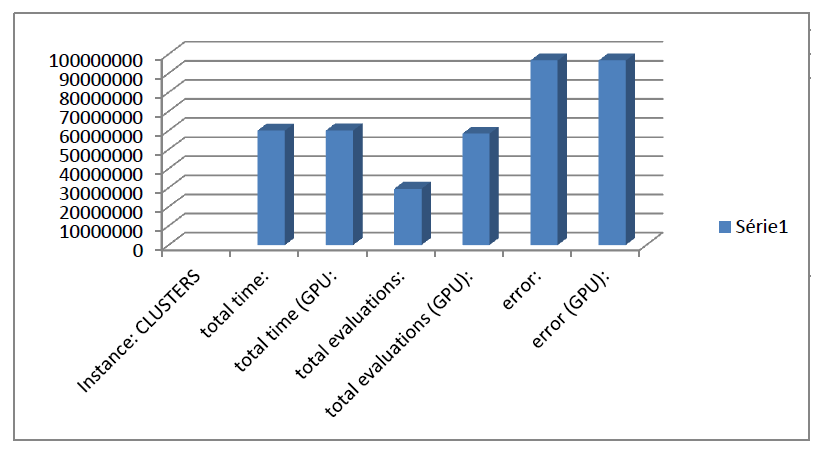 100000000
90000000
80000000
70000000
60000000
50000000
40000000
30000000
20000000
10000000
0
Instance: CLUSTERS
total time:
total time (GPU:
total evaluations:
total evaluations (GPU):
error:
error (GPU):
Série1